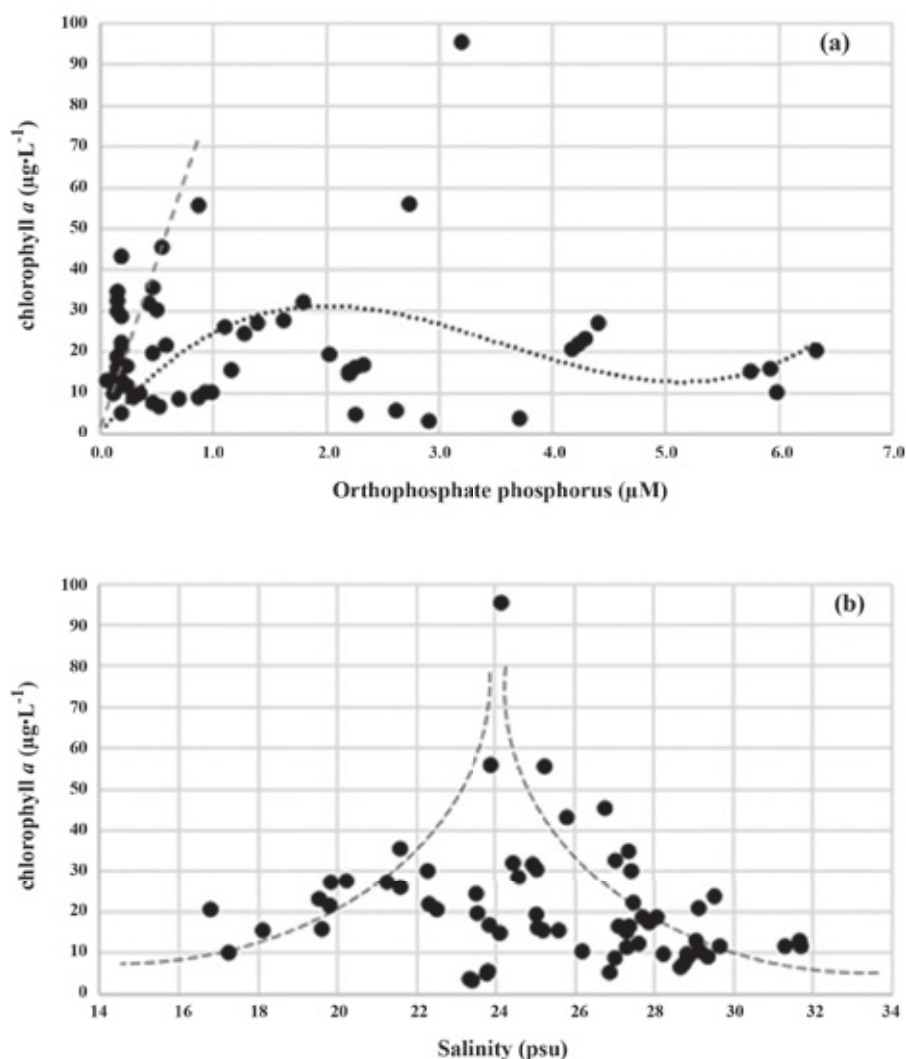 100
(a)
90
80
70
60
50
40
30
20
10
0
chlorophyll a (µg•L⁻¹)
0.0 1.0 2.0 3.0 4.0 5.0 6.0 7.0
Orthophosphate phosphorus (µM)
100
(b)
90
80
70
60
50
40
30
20
10
0
chlorophyll a (µg•L⁻¹)
14 16 18 20 22 24 26 28 30 32 34
Salinity (psu)